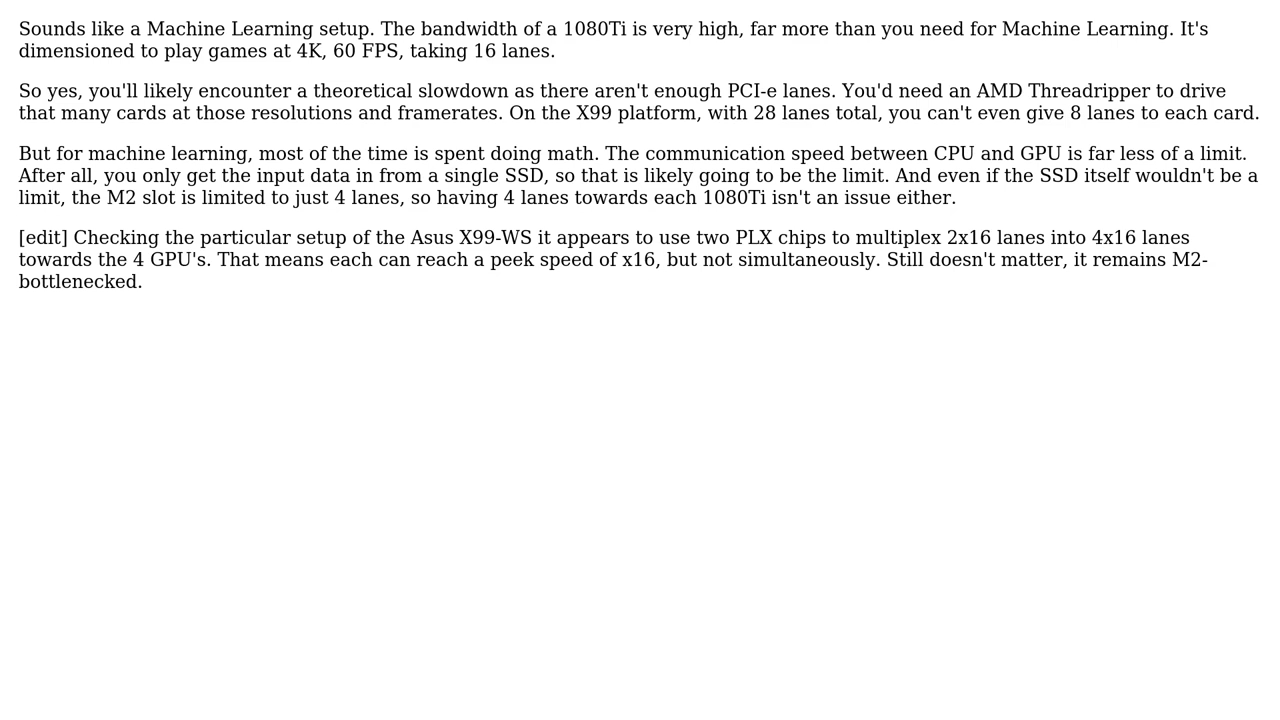 Sounds like a Machine Learning setup. The bandwidth of a 1080Ti is very high, far more than you need for Machine Learning. It's
dimensioned to play games at 4K, 60 FPS, taking 16 lanes.
So yes, you'll likely encounter a theoretical slowdown as there aren't enough PCI-e lanes. You'd need an AMD Threadripper to drive
that many cards at those resolutions and framerates. On the X99 platform, with 28 lanes total, you can't even give 8 lanes to each card.
But for machine learning, most of the time is spent doing math. The communication speed between CPU and GPU is far less of a limit.
After all, you only get the input data in from a single SSD, so that is likely going to be the limit. And even if the SSD itself wouldn't be a
limit, the M2 slot is limited to just 4 lanes, so having 4 lanes towards each 1080Ti isn't an issue either.
[edit] Checking the particular setup of the Asus X99-WS it appears to use two PLX chips to multiplex 2x16 lanes into 4x16 lanes
towards the 4 GPU's. That means each can reach a peek speed of x16, but not simultaneously. Still doesn't matter, it remains M2-
bottlenecked.